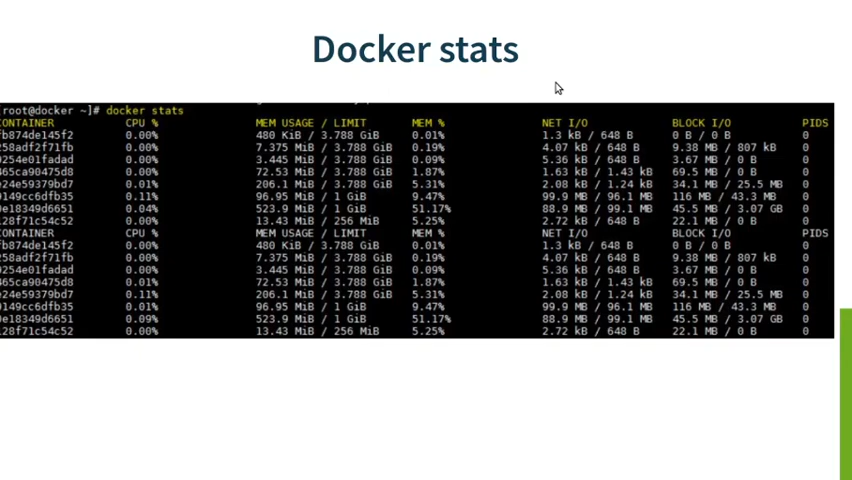 Docker stats
[root@docker ~]# docker stats
CONTAINER CPU % MEM USAGE / LIMIT MEM % NET I/O BLOCK I/O PIDS
fb874de145f2 0.00% 480 KiB / 3.788 GiB 0.01% 1.3 kB / 648 B 0 B / 0 B 0
258adf2f71fb 0.00% 7.375 MiB / 3.788 GiB 0.19% 4.07 kB / 648 B 9.38 MB / 807 kB 0
0254e01fadad 0.00% 3.445 MiB / 3.788 GiB 0.09% 5.36 kB / 648 B 3.67 MB / 0 B 0
465ca90475d8 0.00% 72.53 MiB / 3.788 GiB 1.87% 1.63 kB / 1.43 kB 69.5 MB / 0 B 0
e24e59379bd7 0.01% 206.1 MiB / 3.788 GiB 5.31% 2.08 kB / 1.24 kB 34.1 MB / 25.5 MB 0
0149cc6dfb35 0.11% 96.95 MiB / 1 GiB 9.47% 99.9 MB / 96.1 MB 116 MB / 43.3 MB 0
0e18349d6651 0.04% 523.9 MiB / 1 GiB 51.17% 88.9 MB / 99.1 MB 45.5 MB / 3.07 GB 0
128f71c54c52 0.00% 13.43 MiB / 256 MiB 5.25% 2.72 kB / 648 B 22.1 MB / 0 B 0
CONTAINER CPU % MEM USAGE / LIMIT MEM % NET I/O BLOCK I/O PIDS
fb874de145f2 0.00% 480 KiB / 3.788 GiB 0.01% 1.3 kB / 648 B 0 B / 0 B 0
258adf2f71fb 0.00% 7.375 MiB / 3.788 GiB 0.19% 4.07 kB / 648 B 9.38 MB / 807 kB 0
0254e01fadad 0.00% 3.445 MiB / 3.788 GiB 0.09% 5.36 kB / 648 B 3.67 MB / 0 B 0
465ca90475d8 0.01% 72.53 MiB / 3.788 GiB 1.87% 1.63 kB / 1.43 kB 69.5 MB / 0 B 0
e24e59379bd7 0.11% 206.1 MiB / 3.788 GiB 5.31% 2.08 kB / 1.24 kB 34.1 MB / 25.5 MB 0
0149cc6dfb35 0.01% 96.95 MiB / 1 GiB 9.47% 99.9 MB / 96.1 MB 116 MB / 43.3 MB 0
0e18349d6651 0.09% 523.9 MiB / 1 GiB 51.17% 88.9 MB / 99.1 MB 45.5 MB / 3.07 GB 0
128f71c54c52 0.00% 13.43 MiB / 256 MiB 5.25% 2.72 kB / 648 B 22.1 MB / 0 B 0